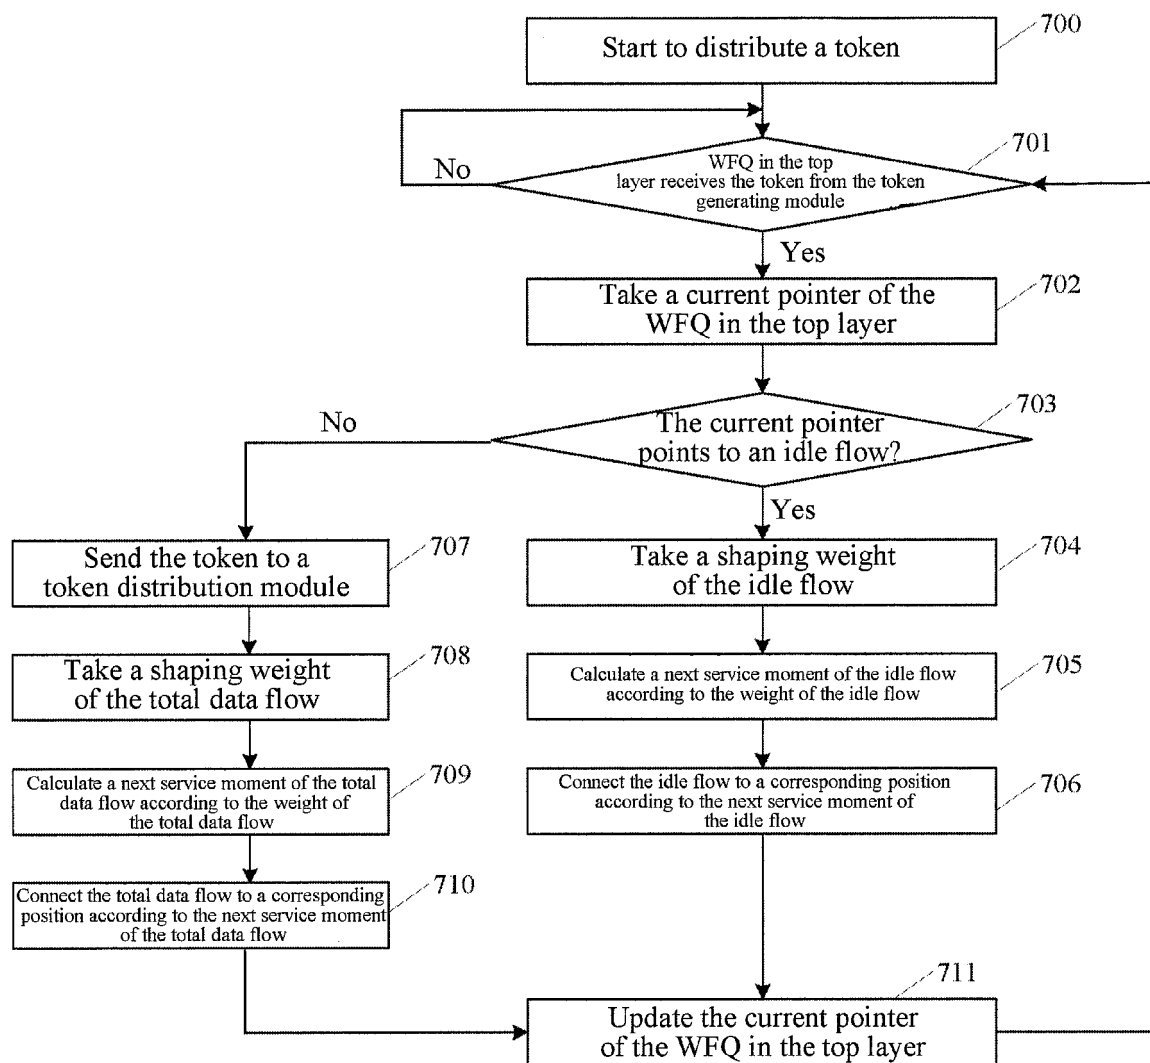 Start to distribute a token
700
WFQ in the top
layer receives the token from the token
generating module
701
No
Yes
Take a current pointer of the
WFQ in the top layer
702
The current pointer
points to an idle flow?
703
No
Yes
Send the token to a
token distribution module
707
Take a shaping weight
of the idle flow
704
Take a shaping weight
of the total data flow
708
Calculate a next service moment of the idle flow
according to the weight of the idle flow
705
Calculate a next service moment of the total
data flow according to the weight of
the total data flow
709
Connect the idle flow to a corresponding position
according to the next service moment of
the idle flow
706
Connect the total data flow to a corresponding
position according to the next service moment
of the total data flow
710
Update the current pointer
of the WFQ in the top layer
711